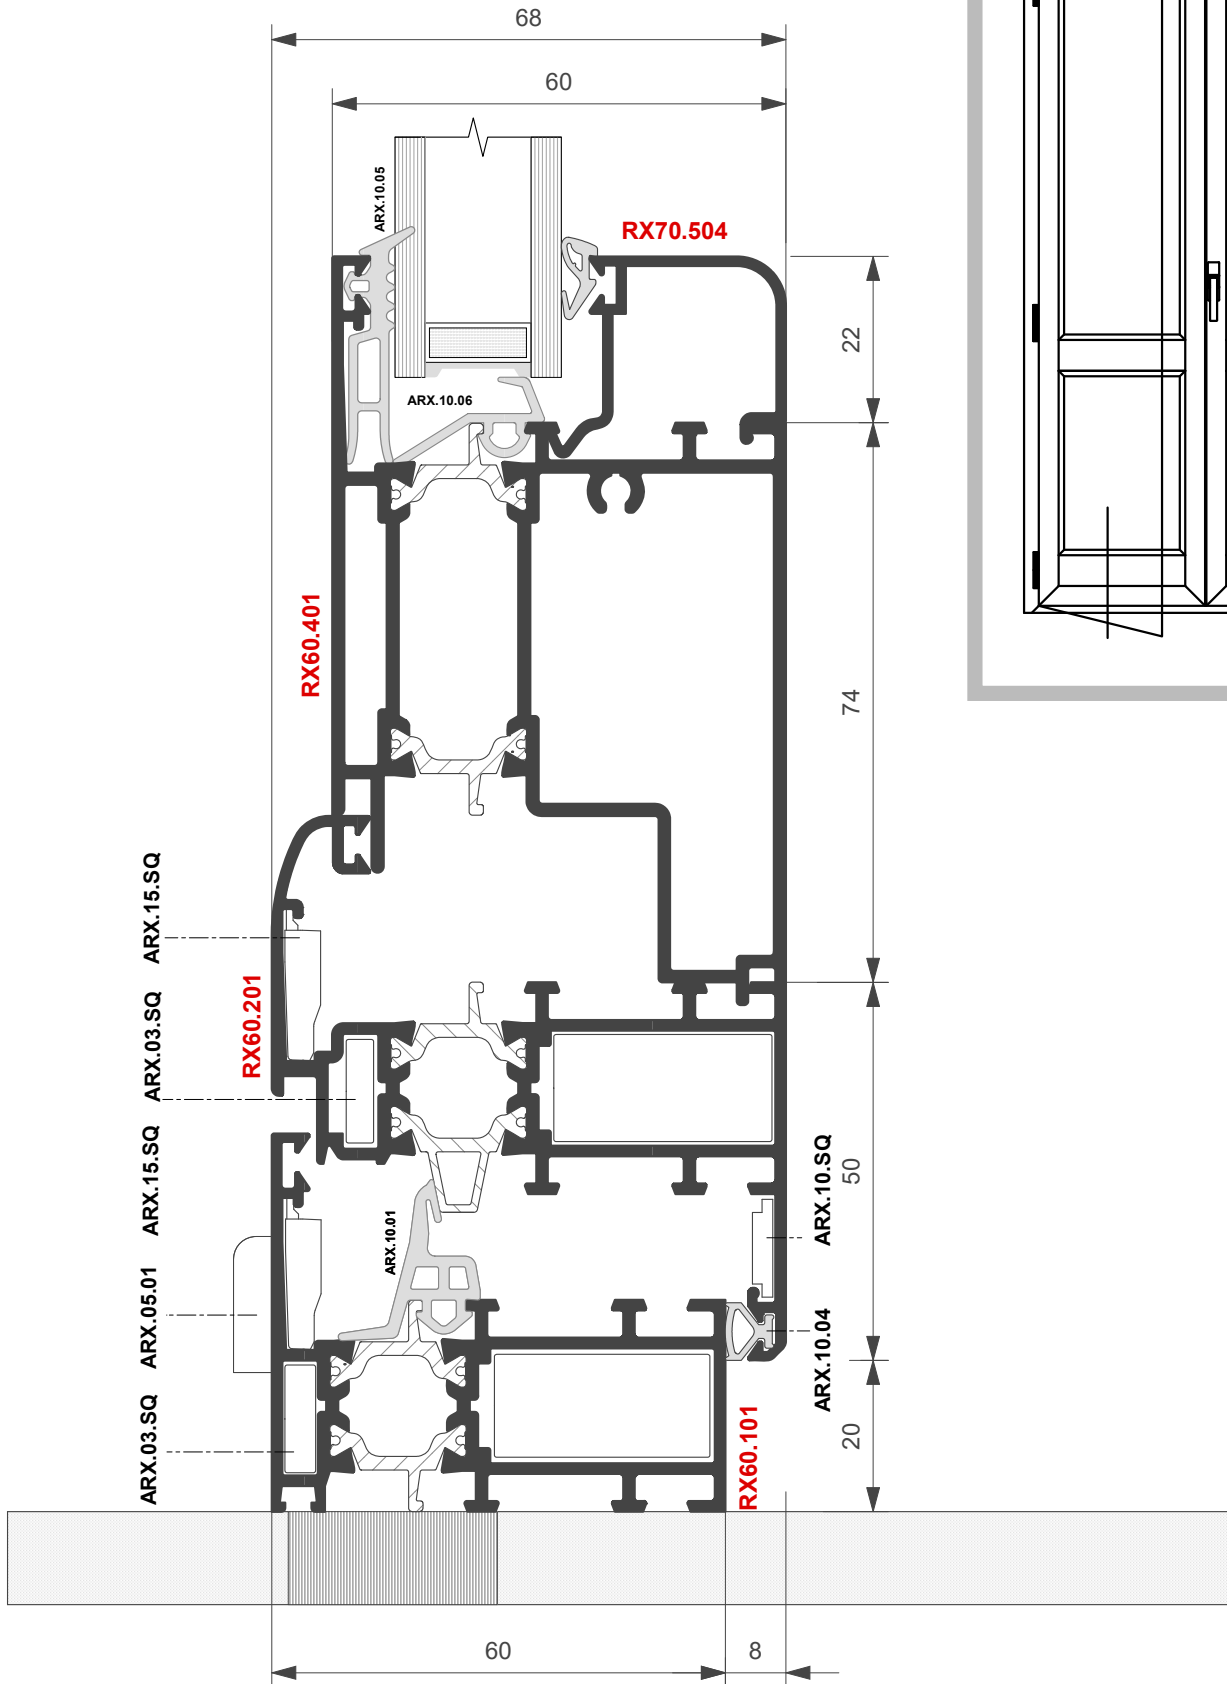 68
60
ARX.10.05
RX70.504
22
ARX.10.06
RX60.401
74
ARX.15.SQ
RX60.201
ARX.03.SQ
ARX.15.SQ
ARX.10.01
ARX.10.SQ
50
ARX.05.01
ARX.10.04
ARX.03.SQ
RX60.101
20
60
8